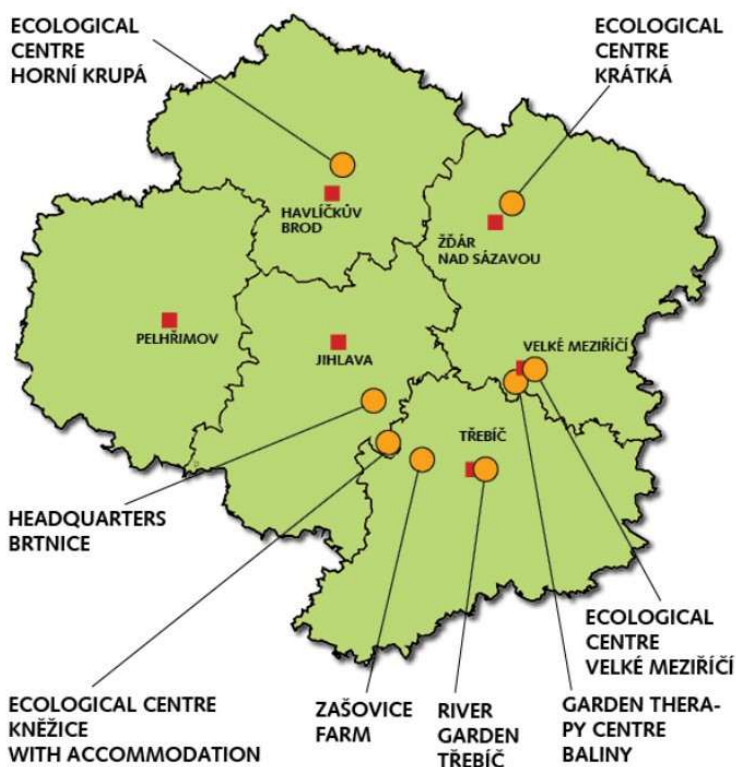 ECOLOGICAL
CENTRE
HORNÍ KRUPÁ
ECOLOGICAL
CENTRE
KRÁTKÁ
HAVLÍČKŮV
BROD
ŽĎÁR
NAD SÁZAVOU
PELHŘIMOV
JIHLAVA
VELKÉ MEZIŘÍČÍ
TŘEBÍČ
HEADQUARTERS
BRTNICE
ECOLOGICAL
CENTRE
VELKÉ MEZIŘÍČÍ
ECOLOGICAL CENTRE
KNĚŽICE
WITH ACCOMMODATION
ZAŠOVICE
FARM
RIVER
GARDEN
TŘEBÍČ
GARDEN THERA-
PY CENTRE
BALINY